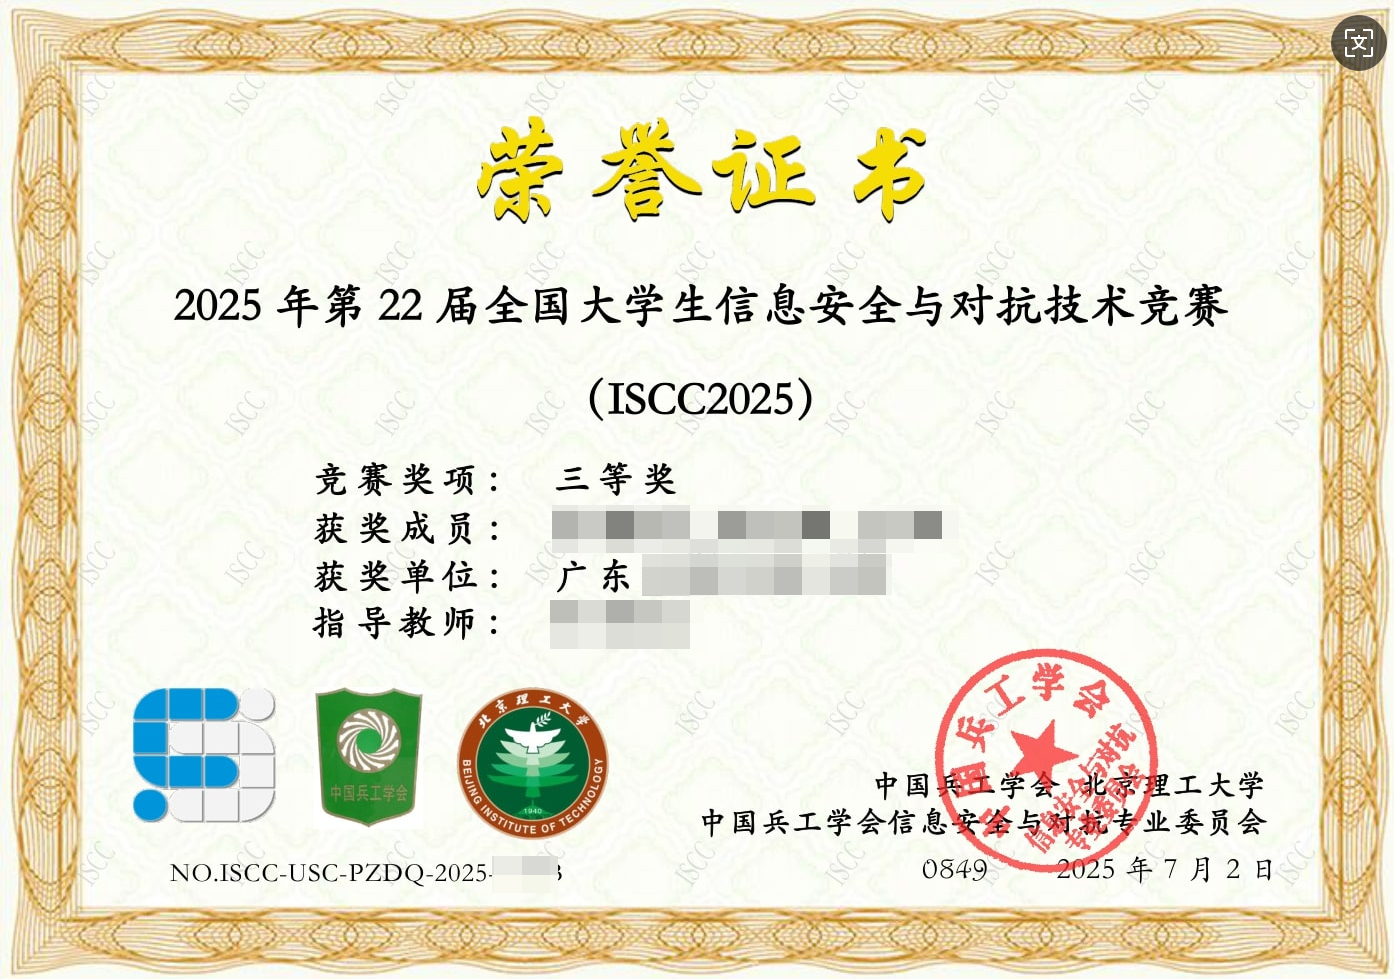 荣誉证书
2025 年第 22 届全国大学生信息安全与对抗技术竞赛
（ISCC2025）
竞赛奖项： 三等奖
获奖成员：
获奖单位： 广东
指导教师：
中国兵工学会
北京理工大学
BEIJING INSTITUTE OF TECHNOLOGY
1940
中国兵工学会
信息安全与对抗
专业委员会
中国兵工学会 北京理工大学
中国兵工学会信息安全与对抗专业委员会
NO.ISCC-USC-PZDQ-2025-
0849 2025 年 7 月 2 日
ISCC